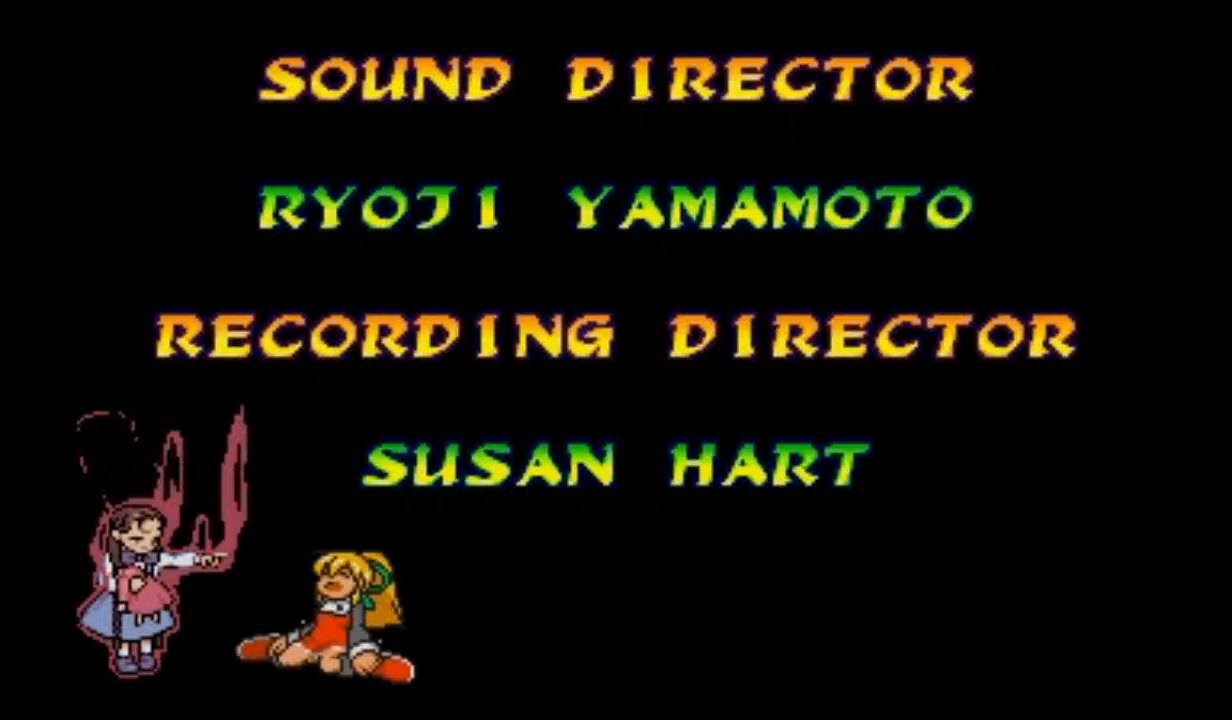 SOUND DIRECTOR
RYOJI YAMAMOTO
RECORDING DIRECTOR
SUSAN HART